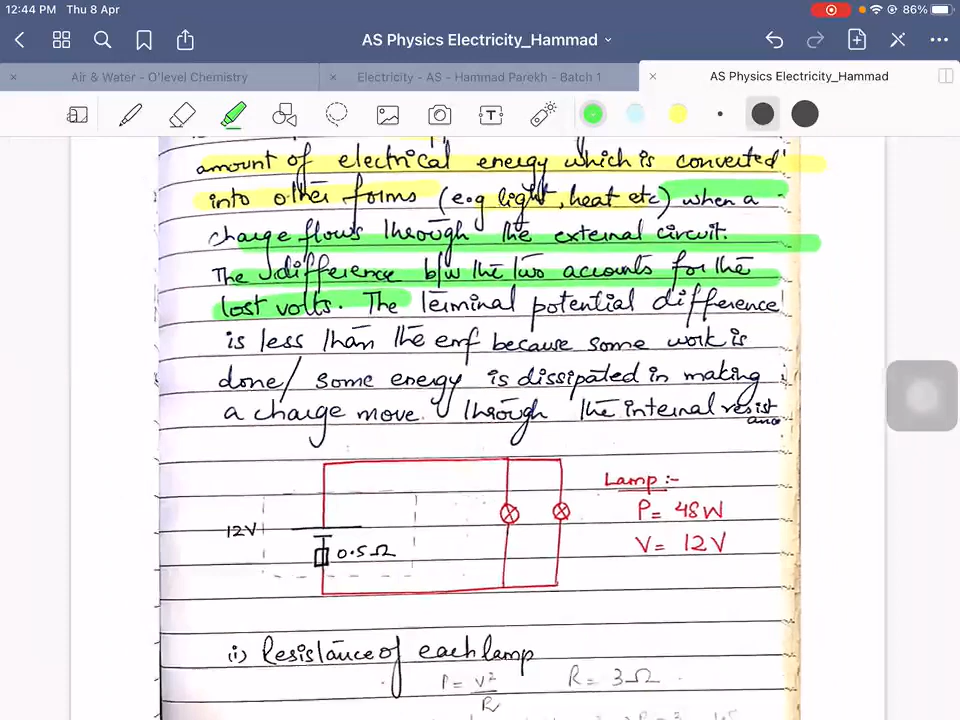 12:44 PM Thu 8 Apr
86%
AS Physics Electricity_Hammad
Air & Water - O'level Chemistry
Electricity - AS - Hammad Parekh - Batch 1
AS Physics Electricity_Hammad
amount of electrical energy which is converted
into other forms (e.g light, heat etc) when a
charge flows through the external circuit.
The difference b/w the two accounts for the
lost volts. The Terminal potential difference
is less than the emf because some work is
done/ some energy is dissipated in making
a charge move through the internal resist
ance
Lamp :-
P= 48W
12V
V= 12V
0.5Ω
(i) Resistance of each lamp
P = V²
R
R = 3Ω